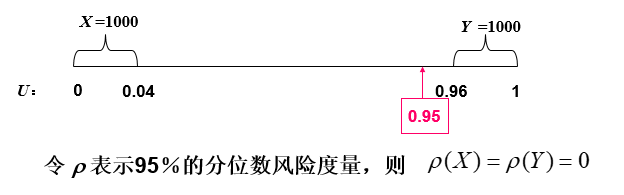 X =1000 Y =1000
U： 0 0.04 0.96 1
0.95
令 ρ 表示95％的分位数风险度量，则 ρ(X) = ρ(Y) = 0